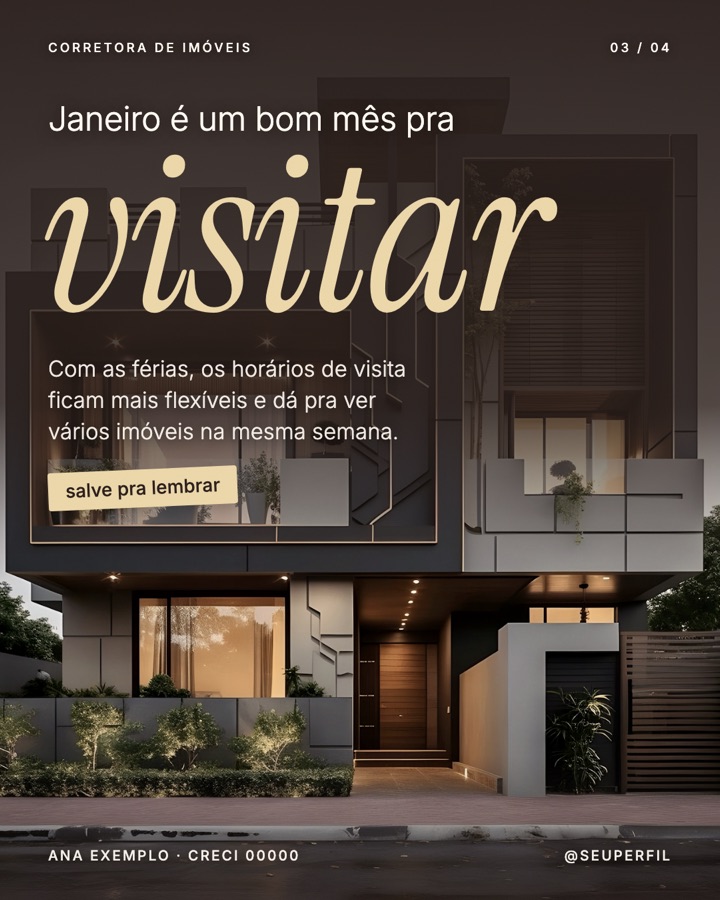 CORRETORA DE IMÓVEIS
03 / 04
Janeiro é um bom mês pra
visitar
Com as férias, os horários de visita
ficam mais flexíveis e dá pra ver
vários imóveis na mesma semana.
salve pra lembrar
ANA EXEMPLO · CRECI 00000
@SEUPERFIL